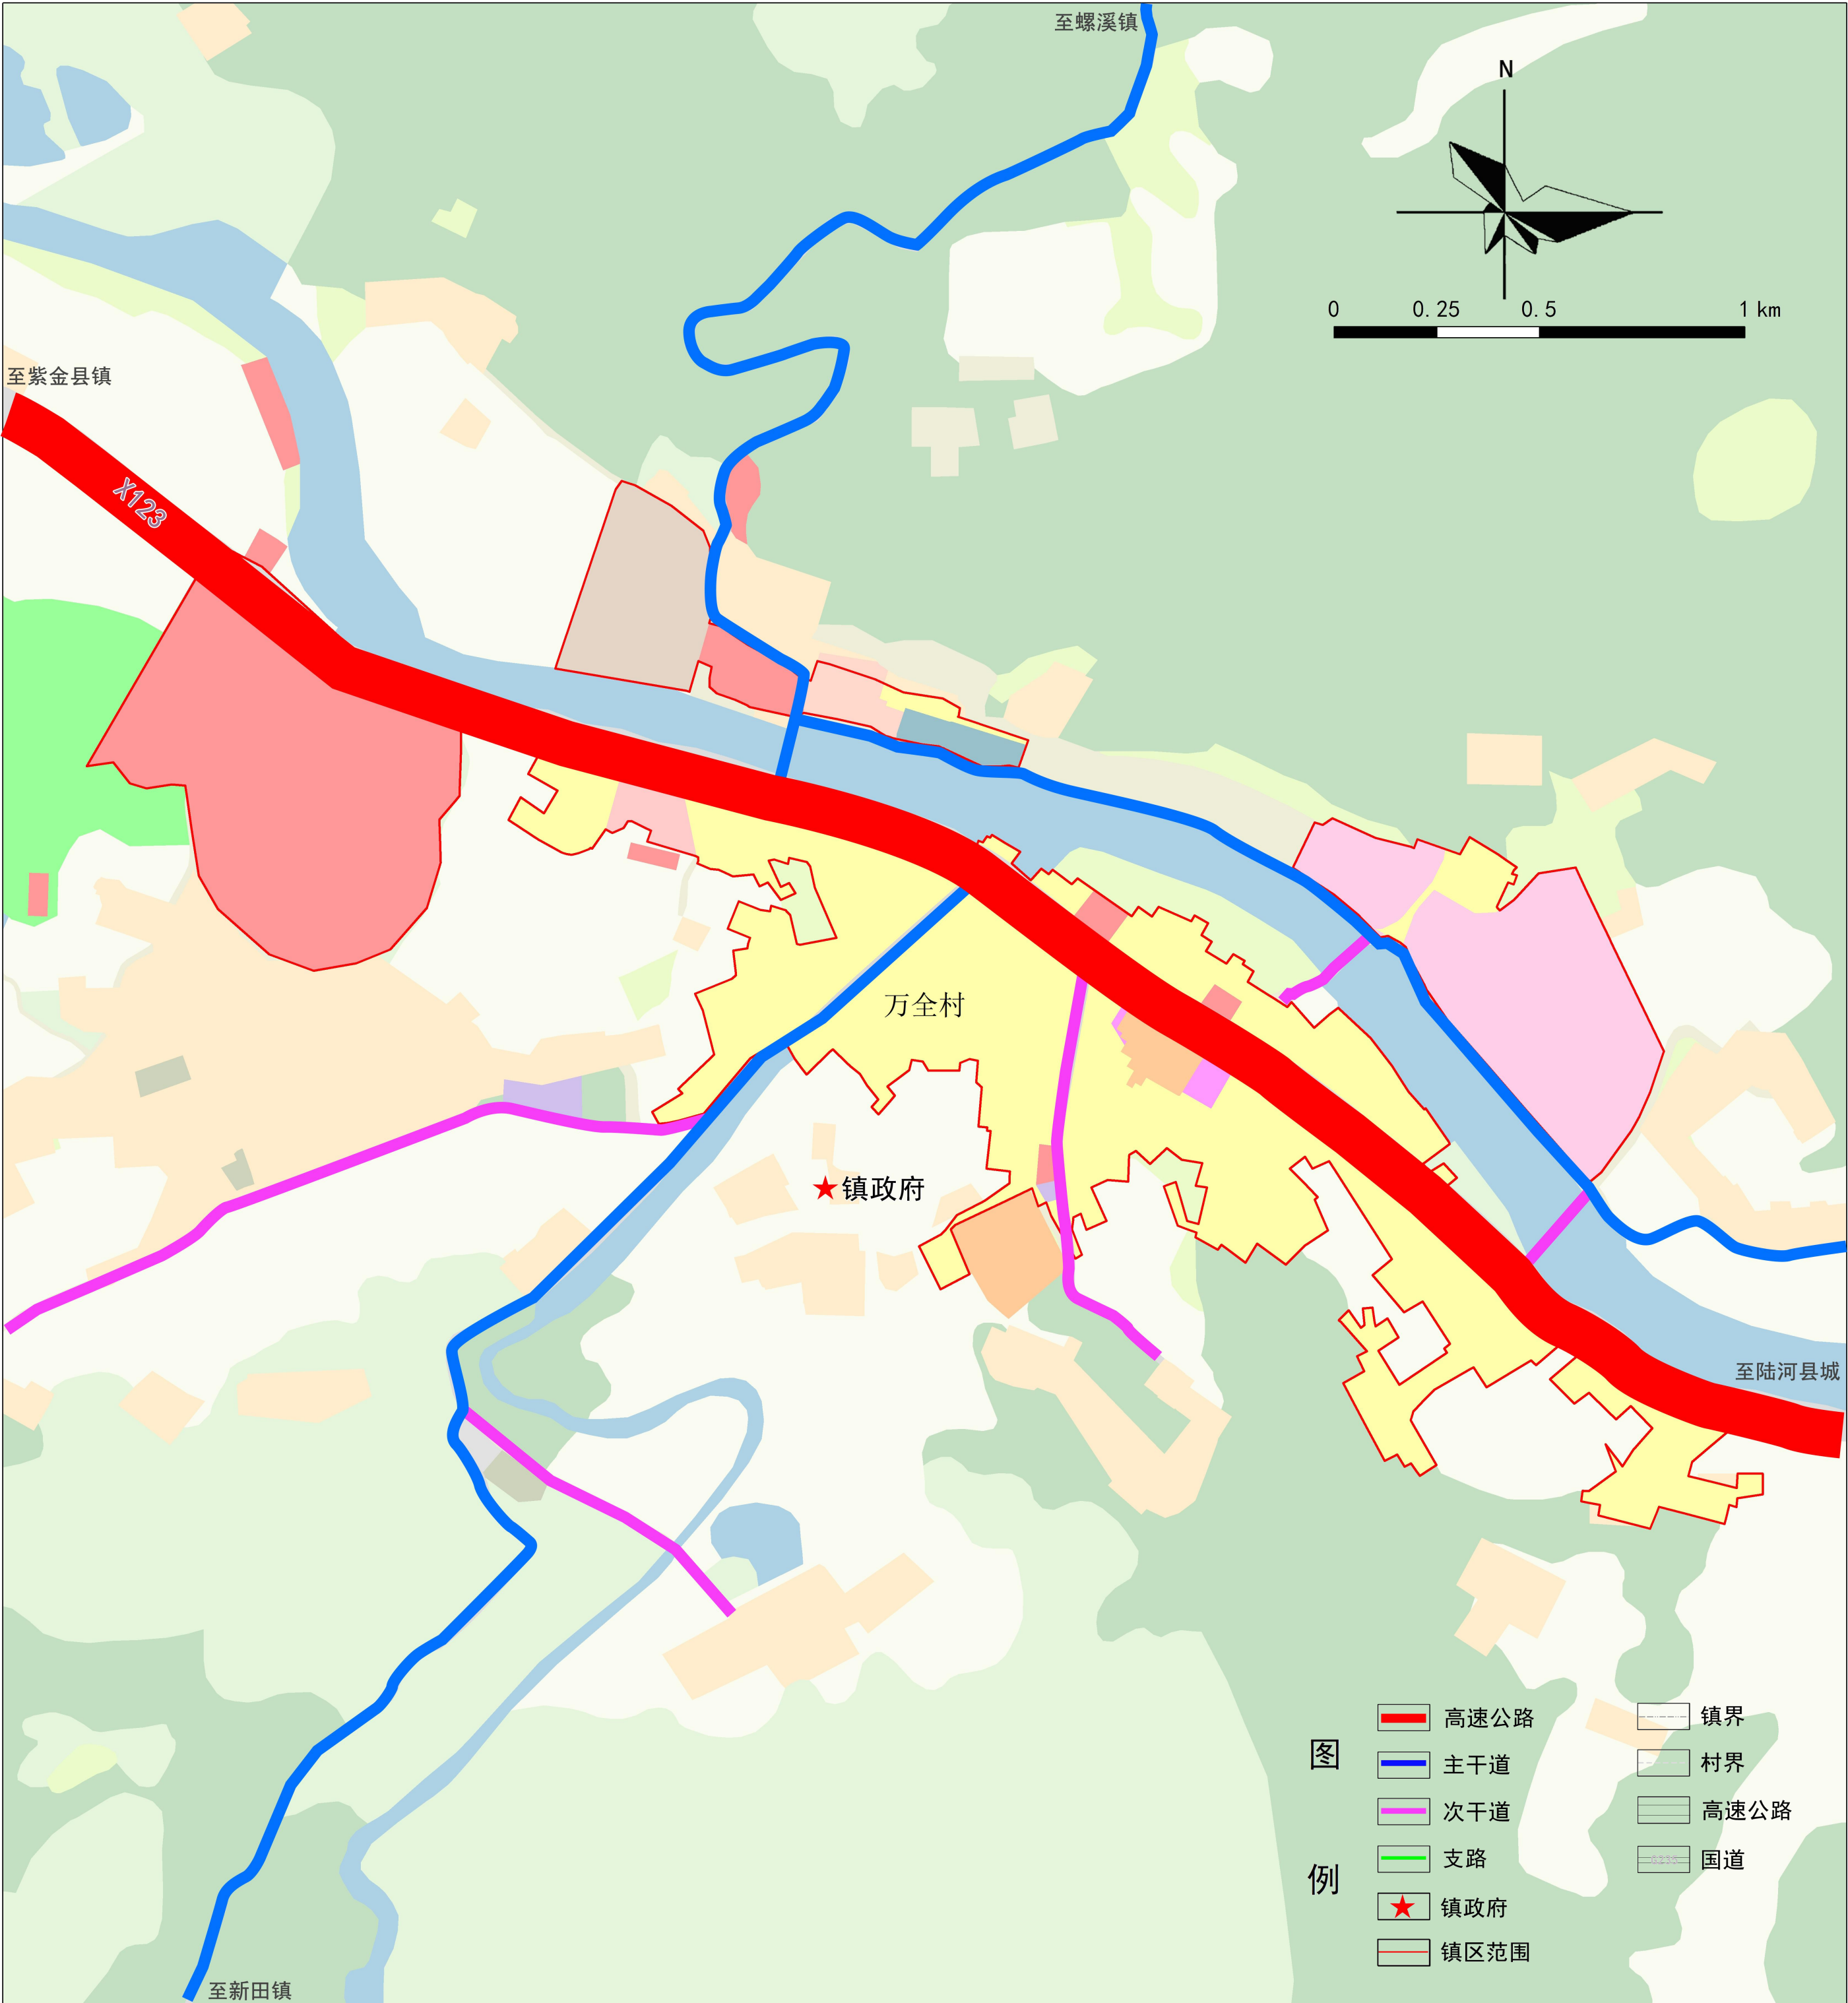 至螺溪镇
N
0 0.25 0.5 1 km
至紫金县镇
X123
万全村
镇政府
至陆河县城
图例
高速公路
主干道
次干道
支路
镇政府
镇区范围
镇界
村界
高速公路
国道
至新田镇